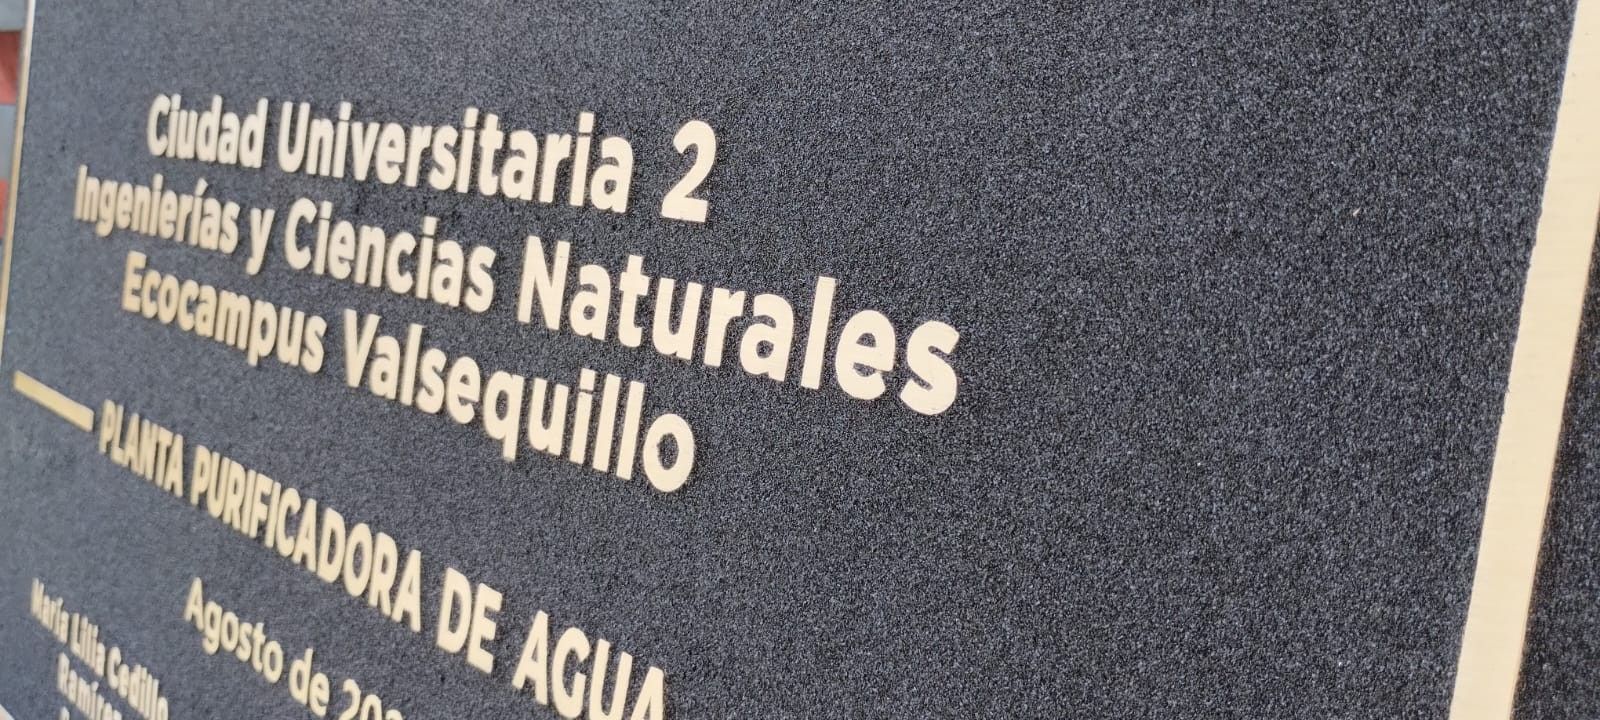 Ciudad Universitaria 2
Ingenierías y Ciencias Naturales
Ecocampus Valsequillo
PLANTA PURIFICADORA DE AGUA
Agosto de
María Lilia Cedillo